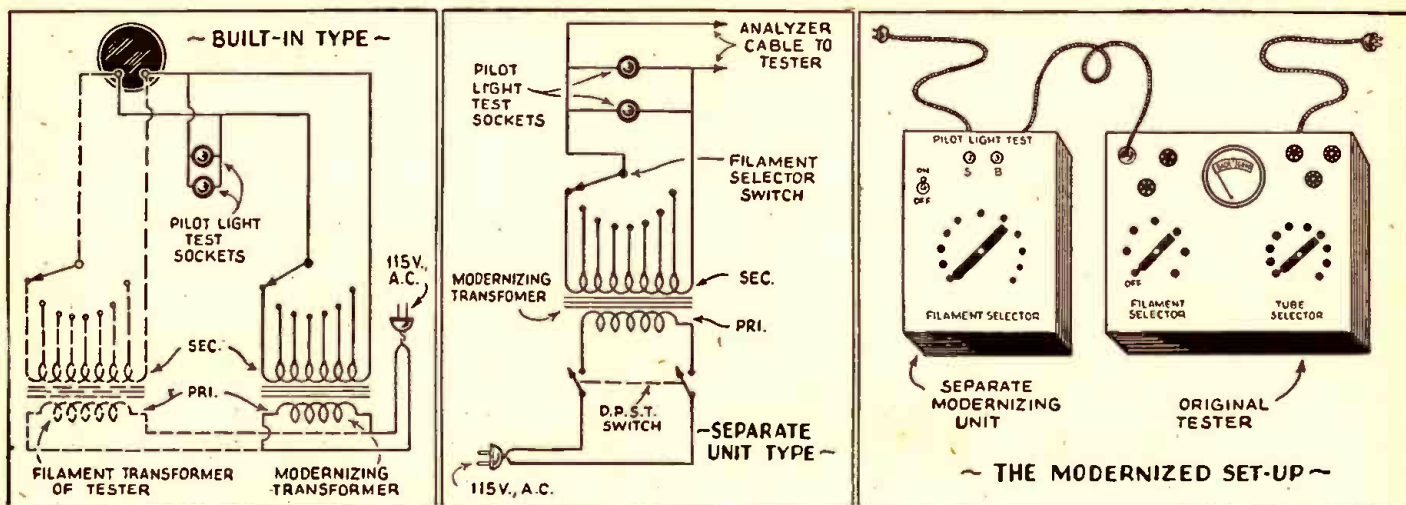 ~ BUILT-IN TYPE ~
PILOT LIGHT
TEST
SOCKETS
115V.,
A.C.
SEC.
PRI.
FILAMENT TRANSFORMER
OF TESTER
MODERNIZING
TRANSFORMER
ANALYZER
CABLE TO
TESTER
PILOT
LIGHT
TEST
SOCKETS
FILAMENT
SELECTOR
SWITCH
MODERNIZING
TRANSFOMER
SEC.
PRI.
D.P.S.T.
SWITCH
~SEPARATE
UNIT TYPE~
115V., A.C.
PILOT LIGHT TEST
S B
ON
OFF
FILAMENT SELECTOR
OFF
FILAMENT
SELECTOR
TUBE
SELECTOR
SEPARATE
MODERNIZING
UNIT
ORIGINAL
TESTER
~ THE MODERNIZED SET-UP ~